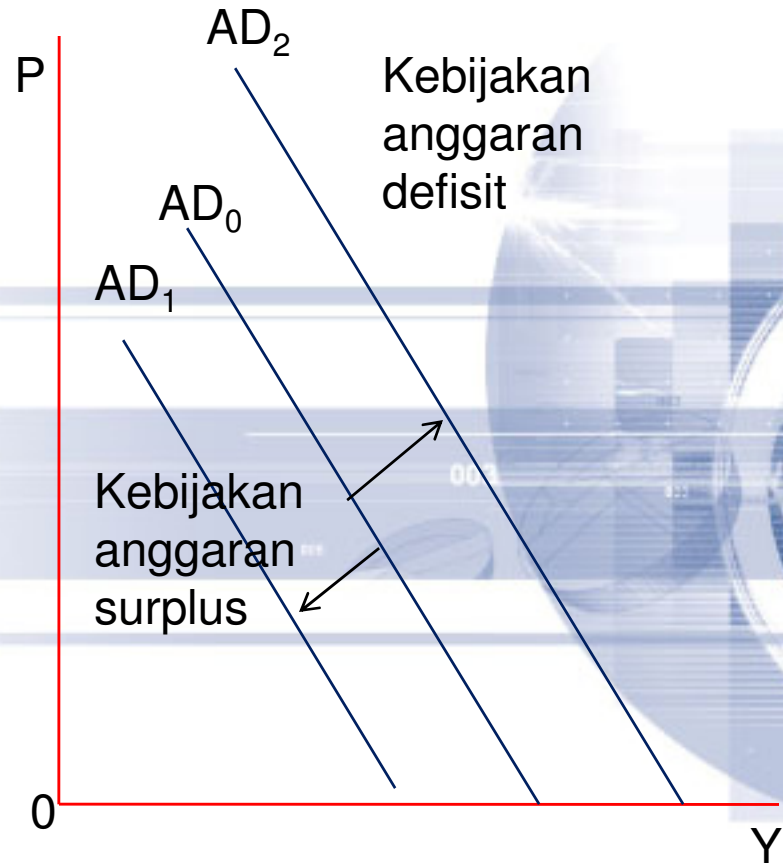 AD₂
P
Kebijakan
anggaran
defisit
AD₀
AD₁
Kebijakan
anggaran
surplus
0
Y